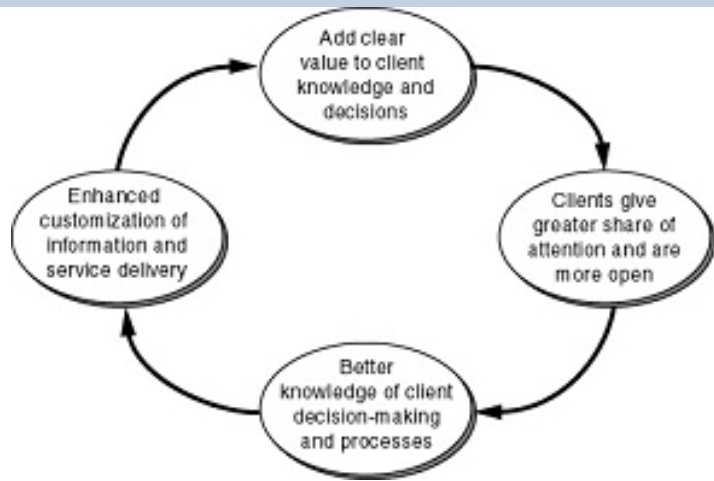 Add clear
value to client
knowledge and
decisions
Clients give
greater share of
attention and are
more open
Better
knowledge of client
decision-making
and processes
Enhanced
customization of
information and
service delivery